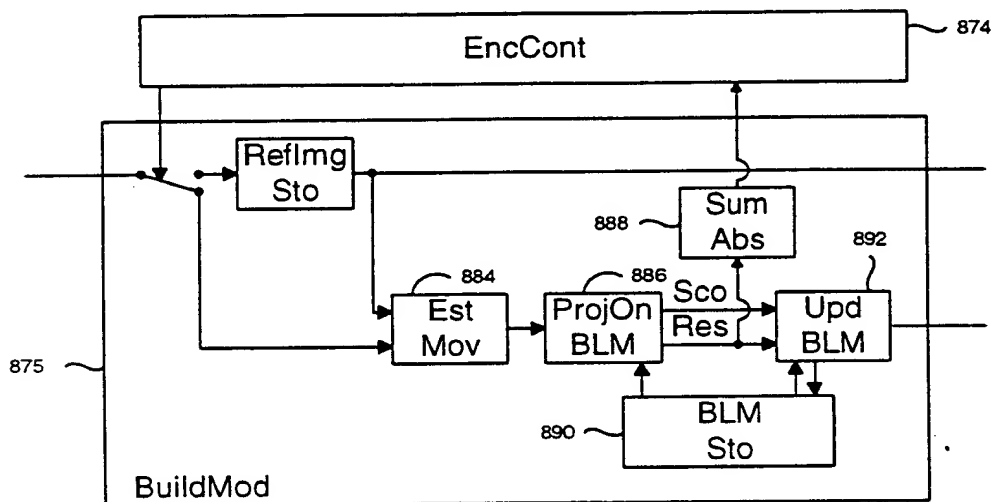 874
EncCont
RefImg
Sto
888
Sum
Abs
892
884
886
Est
Mov
ProjOn
BLM
Sco
Res
Upd
BLM
875
890
BLM
Sto
BuildMod